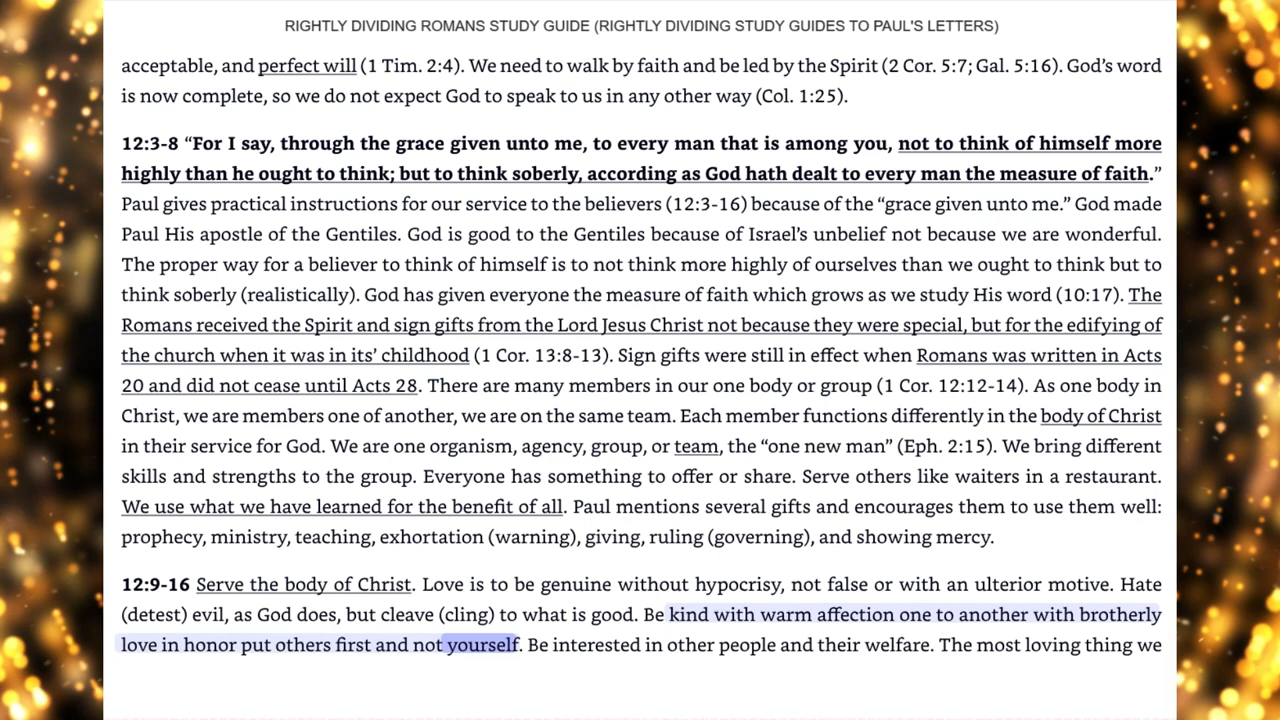 RIGHTLY DIVIDING ROMANS STUDY GUIDE (RIGHTLY DIVIDING STUDY GUIDES TO PAUL'S LETTERS)
acceptable, and perfect will (1 Tim. 2:4). We need to walk by faith and be led by the Spirit (2 Cor. 5:7; Gal. 5:16). God’s word
is now complete, so we do not expect God to speak to us in any other way (Col. 1:25).
12:3-8 “For I say, through the grace given unto me, to every man that is among you, not to think of himself more
highly than he ought to think; but to think soberly, according as God hath dealt to every man the measure of faith.”
Paul gives practical instructions for our service to the believers (12:3-16) because of the “grace given unto me.” God made
Paul His apostle of the Gentiles. God is good to the Gentiles because of Israel’s unbelief not because we are wonderful.
The proper way for a believer to think of himself is to not think more highly of ourselves than we ought to think but to
think soberly (realistically). God has given everyone the measure of faith which grows as we study His word (10:17). The
Romans received the Spirit and sign gifts from the Lord Jesus Christ not because they were special, but for the edifying of
the church when it was in its’ childhood (1 Cor. 13:8-13). Sign gifts were still in effect when Romans was written in Acts
20 and did not cease until Acts 28. There are many members in our one body or group (1 Cor. 12:12-14). As one body in
Christ, we are members one of another, we are on the same team. Each member functions differently in the body of Christ
in their service for God. We are one organism, agency, group, or team, the “one new man” (Eph. 2:15). We bring different
skills and strengths to the group. Everyone has something to offer or share. Serve others like waiters in a restaurant.
We use what we have learned for the benefit of all. Paul mentions several gifts and encourages them to use them well:
prophecy, ministry, teaching, exhortation (warning), giving, ruling (governing), and showing mercy.
12:9-16 Serve the body of Christ. Love is to be genuine without hypocrisy, not false or with an ulterior motive. Hate
(detest) evil, as God does, but cleave (cling) to what is good. Be kind with warm affection one to another with brotherly
love in honor put others first and not yourself. Be interested in other people and their welfare. The most loving thing we